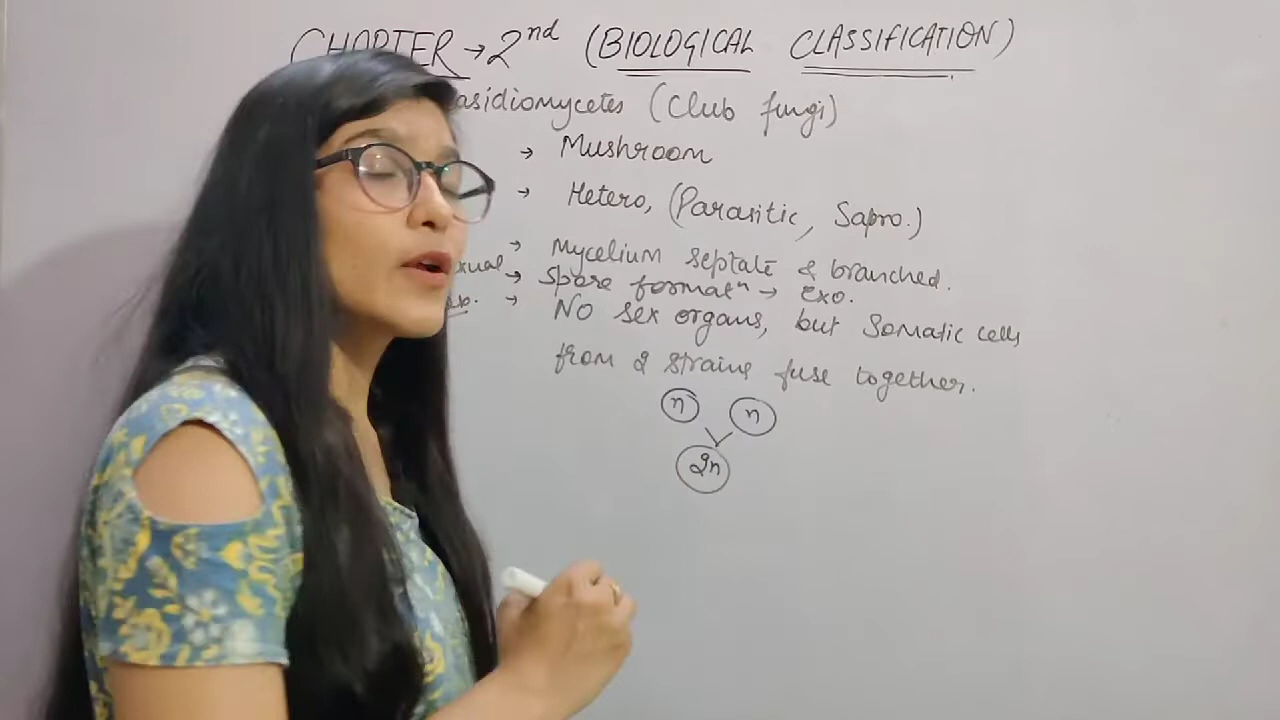 CHAPTER → 2nd (BIOLOGICAL CLASSIFICATION)
asidiomycetes (Club fungi)
→ Mushroom
→ Hetero, (Parasitic, Sapro.)
→ Mycelium septate & branched.
xual → Spore formatn → Exo.
→ No sex organs, but Somatic cells
from 2 strains fuse together.
n n
2n